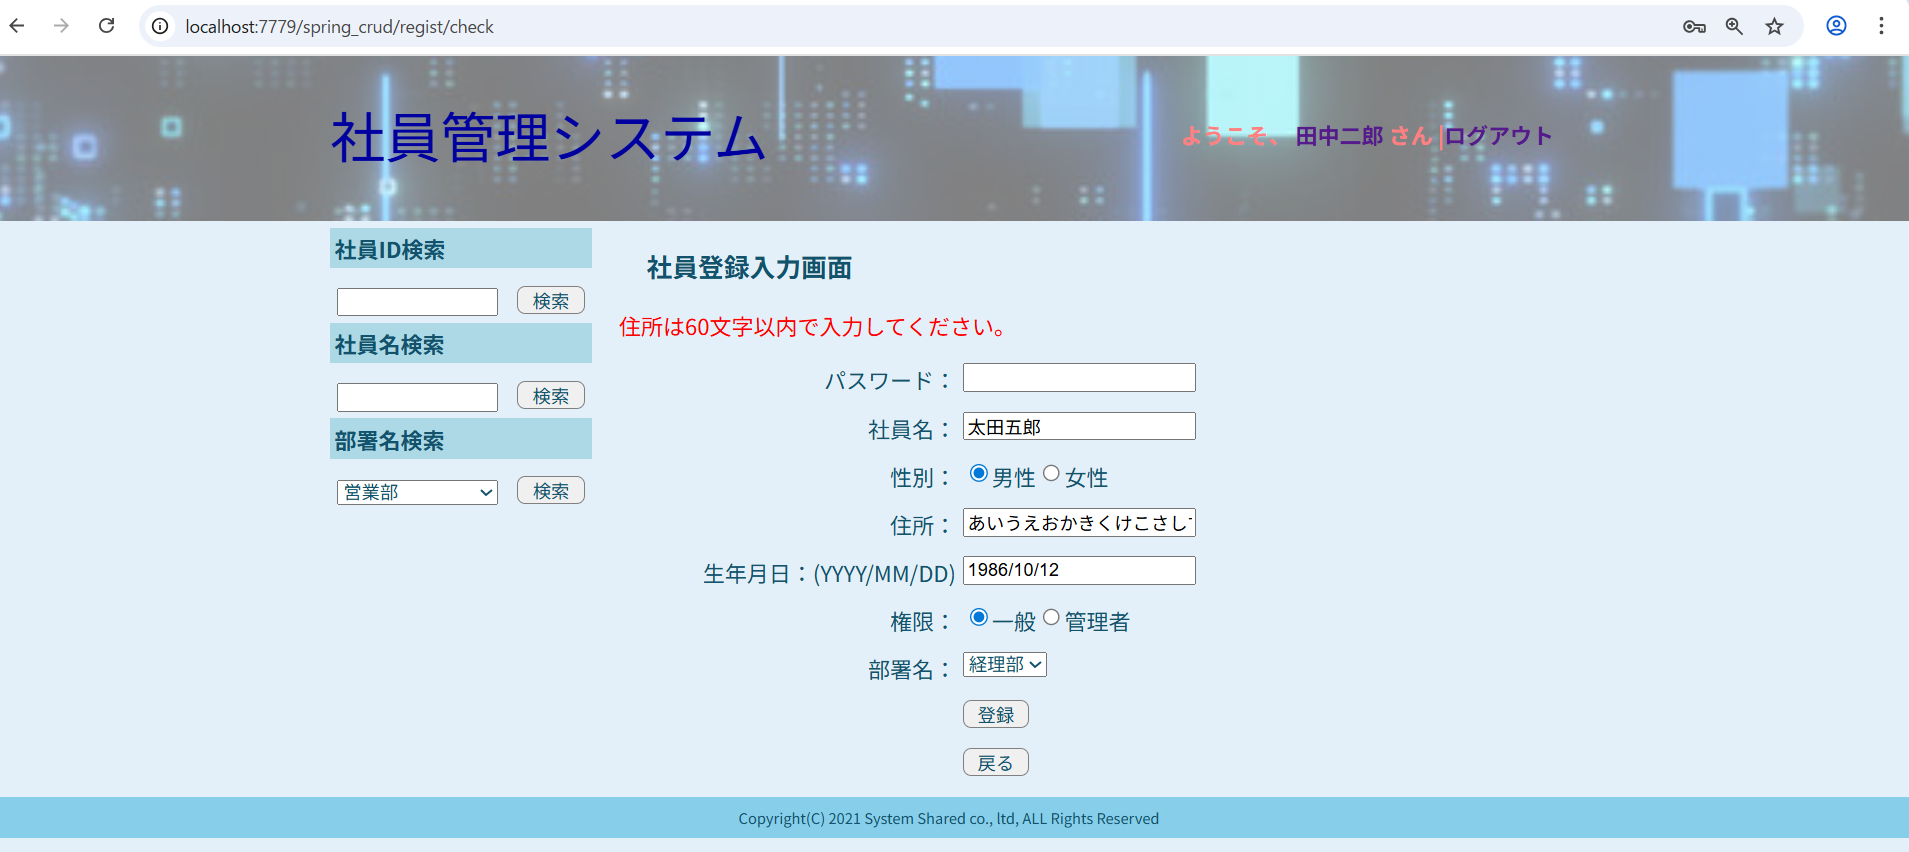 localhost:7779/spring_crud/regist/check
社員管理システム
ようこそ、 田中二郎 さん |ログアウト
社員ID検索
検索
社員名検索
検索
部署名検索
営業部 検索
社員登録入力画面
住所は60文字以内で入力してください。
パスワード：
社員名： 太田五郎
性別： 男性 女性
住所： あいうえおかきくけこさし
生年月日：(YYYY/MM/DD) 1986/10/12
権限： 一般 管理者
部署名： 経理部
登録
戻る
Copyright(C) 2021 System Shared co., ltd, ALL Rights Reserved